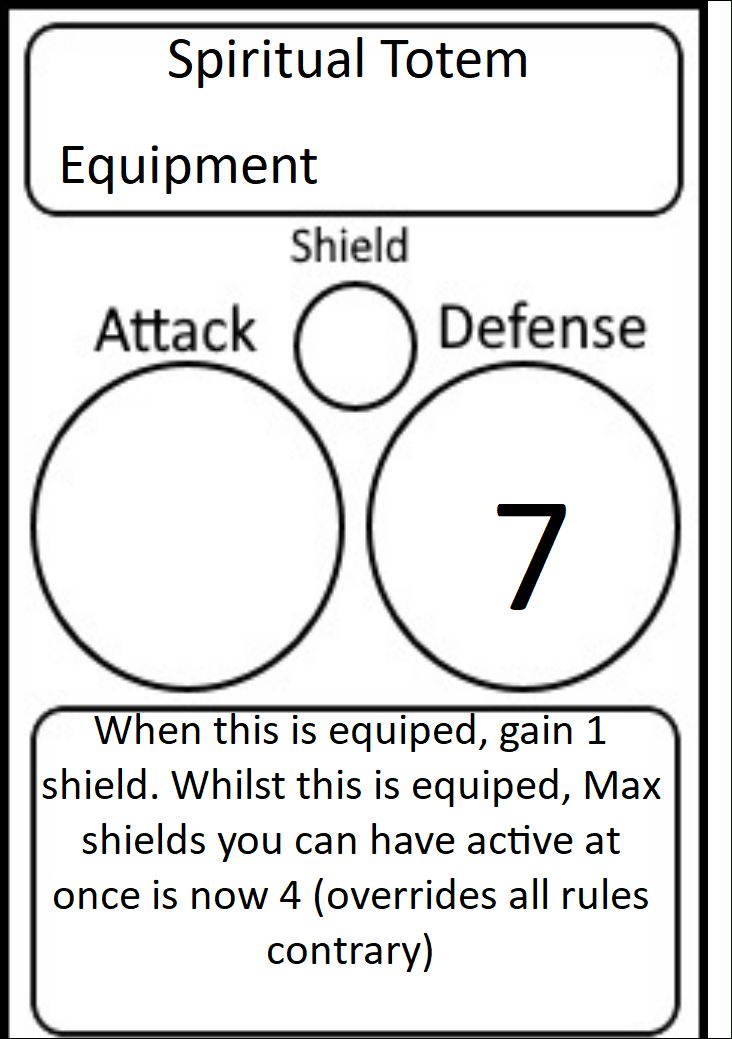 Spiritual Totem
Equipment
Shield
Attack
Defense
7
When this is equiped, gain 1
shield. Whilst this is equiped, Max
shields you can have active at
once is now 4 (overrides all rules
contrary)